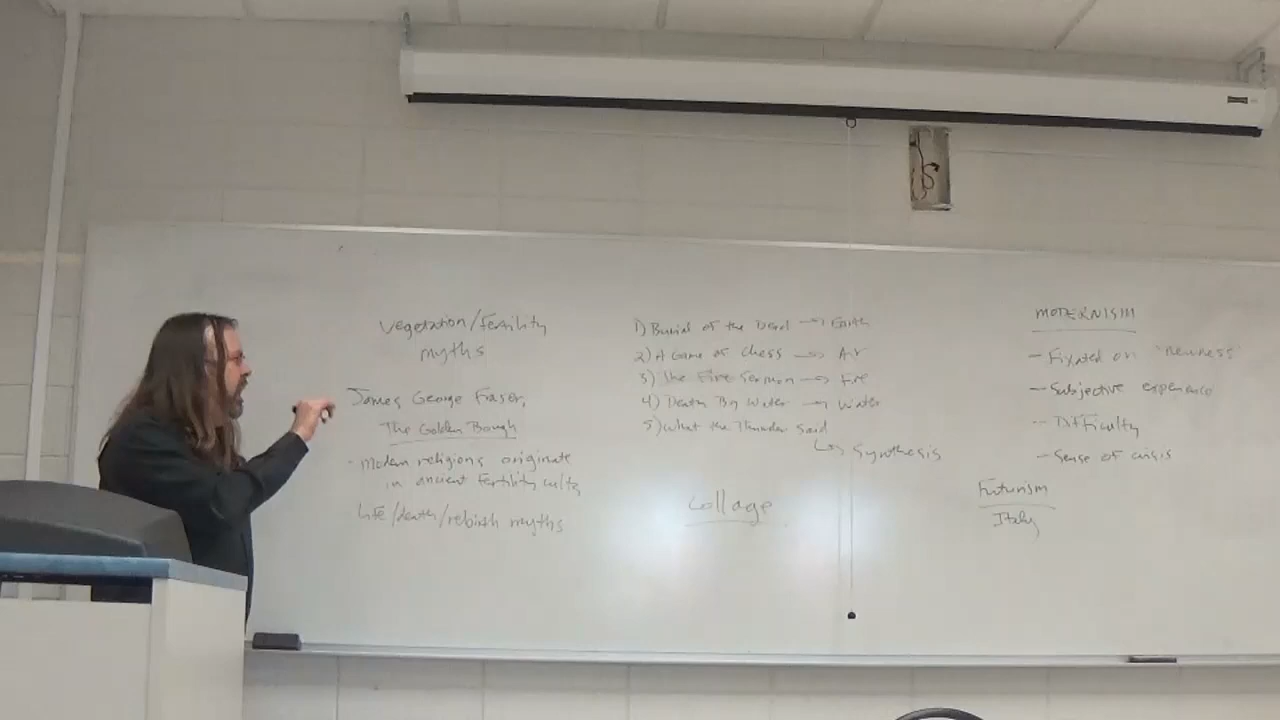 vegetation/fertility
myths
James George Fraser,
The Golden Bough
- Modern religions originate
in ancient fertility cults
Life/death/rebirth myths
1) Burial of the Dead → Earth
2) A Game of Chess → Air
3) The Fire Sermon → Fire
4) Death By Water → Water
5) What the Thunder Said
↳ Synthesis
Collage
MODERNISM
- Fixated on "newness"
- Subjective experience
- Difficulty
- Sense of crisis
Futurism
Italy